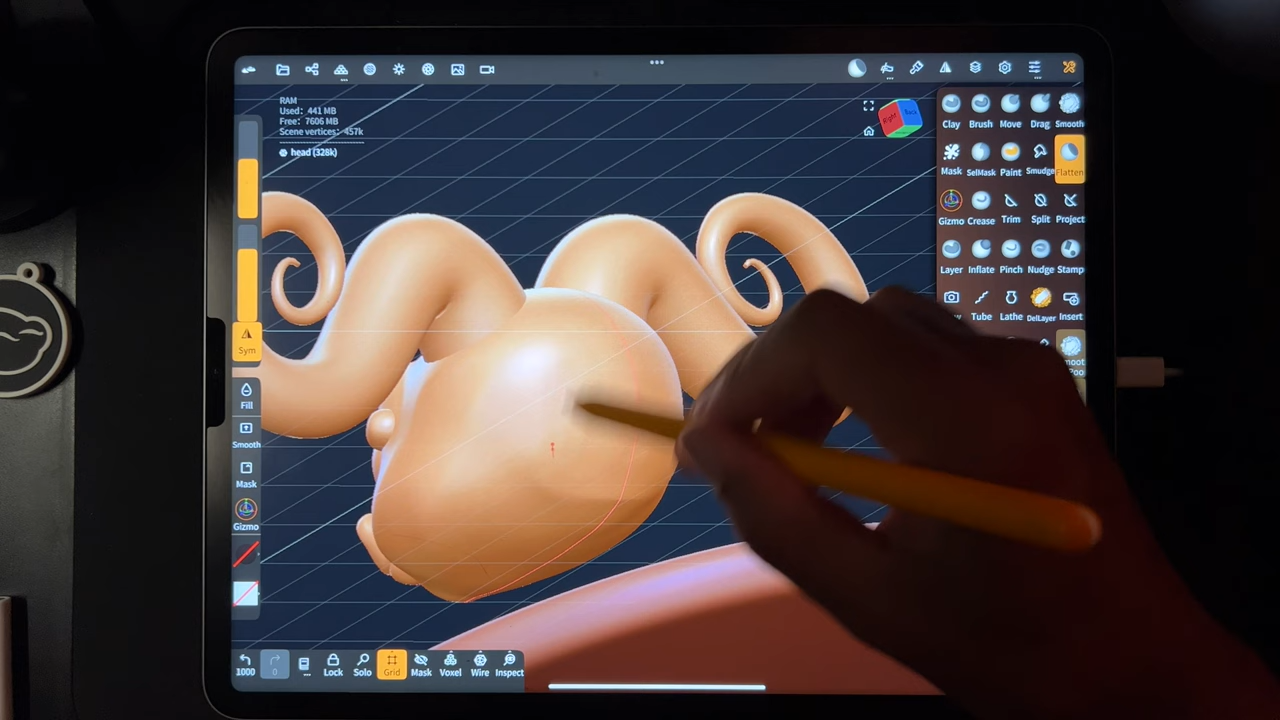 RAM
Used: 441 MB
Free: 7606 MB
Scene vertices: 457k
head (328k)
Right
Back
Clay Brush Move Drag Smooth
Mask SelMask Paint Smudge Flatten
Gizmo Crease Trim Split Project
Layer Inflate Pinch Nudge Stamp
Tube Lathe DelLayer Insert
Sym
Fill
Smooth
Mask
Gizmo
1000 0 ... Lock Solo Grid Mask Voxel Wire Inspect